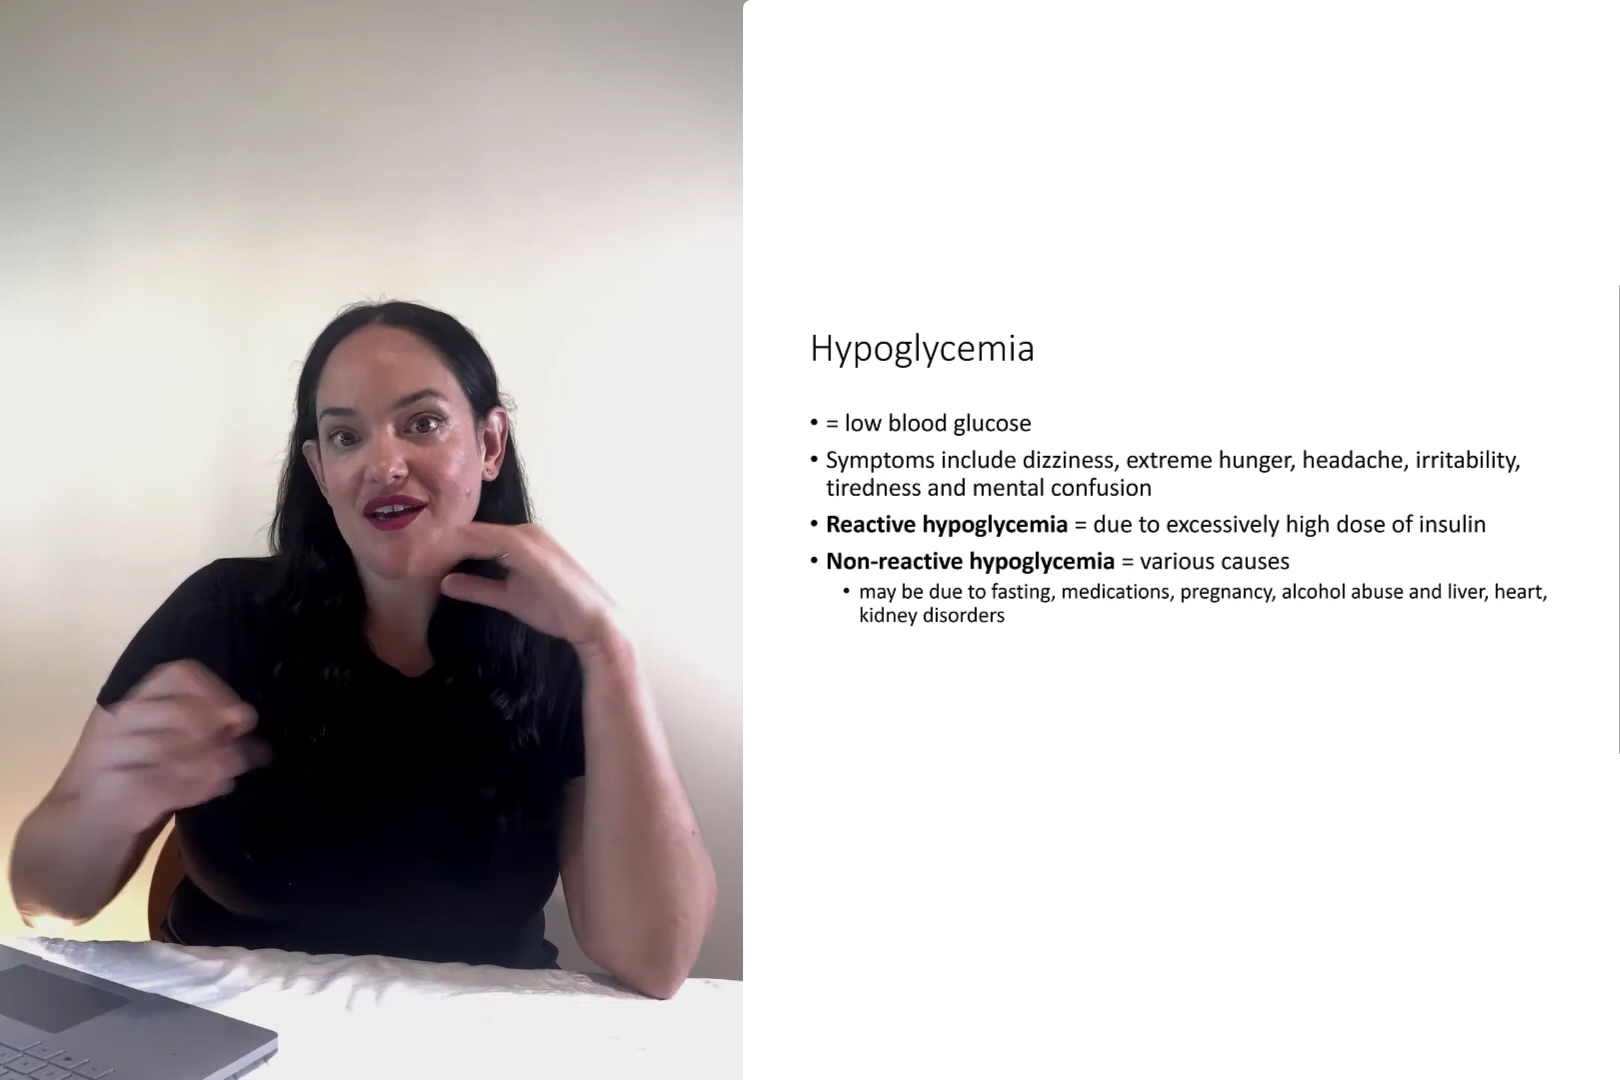 Hypoglycemia
• = low blood glucose
• Symptoms include dizziness, extreme hunger, headache, irritability,
tiredness and mental confusion
• Reactive hypoglycemia = due to excessively high dose of insulin
• Non-reactive hypoglycemia = various causes
• may be due to fasting, medications, pregnancy, alcohol abuse and liver, heart,
kidney disorders